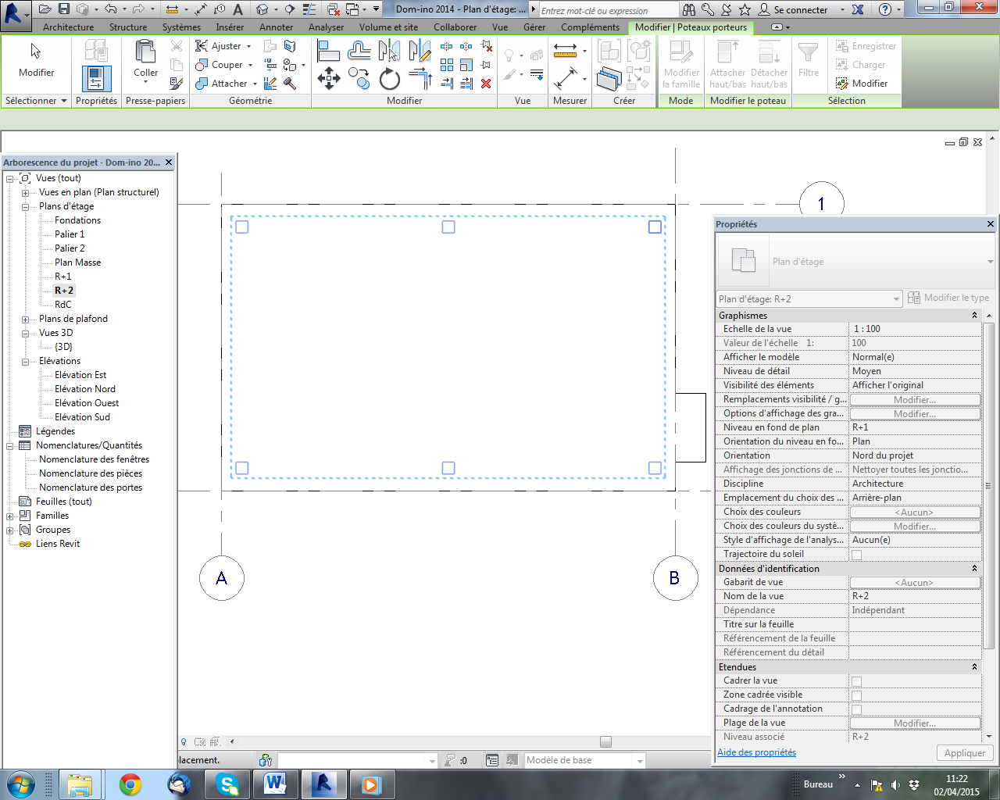 Dom-ino 2014 - Plan d'étage: ...
Entrez mot-clé ou expression
Se connecter
Architecture Structure Systèmes Insérer Annoter Analyser Volume et site Collaborer Vue Gérer Compléments Modifier | Poteaux porteurs
Modifier
Coller
Ajuster
Couper
Attacher
Modifier
la famille
Attacher
haut/bas
Détacher
haut/bas
Filtre
Enregistrer
Charger
Modifier
Sélectionner Propriétés Presse-papiers Géométrie Modifier Vue Mesurer Créer Mode Modifier le poteau Sélection
Arborescence du projet - Dom-ino 20...
Vues (tout)
Vues en plan (Plan structurel)
Plans d'étage
Fondations
Palier 1
Palier 2
Plan Masse
R+1
R+2
RdC
Plans de plafond
Vues 3D
{3D}
Elévations
Elévation Est
Elévation Nord
Elévation Ouest
Elévation Sud
Légendes
Nomenclatures/Quantités
Nomenclature des fenêtres
Nomenclature des pièces
Nomenclature des portes
Feuilles (tout)
Familles
Groupes
Liens Revit
1
A
B
Propriétés
Plan d'étage
Plan d'étage: R+2
Modifier le type
Graphismes
Echelle de la vue 1 : 100
Valeur de l'échelle 1: 100
Afficher le modèle Normal(e)
Niveau de détail Moyen
Visibilité des éléments Afficher l'original
Remplacements visibilité / g... Modifier...
Options d'affichage des gra... Modifier...
Niveau en fond de plan R+1
Orientation du niveau en fo... Plan
Orientation Nord du projet
Affichage des jonctions de ... Nettoyer toutes les jonctio...
Discipline Architecture
Emplacement du choix des ... Arrière-plan
Choix des couleurs <Aucun>
Choix des couleurs du systè... Modifier...
Style d'affichage de l'analys... Aucun(e)
Trajectoire du soleil
Données d'identification
Gabarit de vue <Aucun>
Nom de la vue R+2
Dépendance Indépendant
Titre sur la feuille
Référencement de la feuille
Référencement du détail
Etendues
Cadrer la vue
Zone cadrée visible
Cadrage de l'annotation
Plage de la vue Modifier...
Niveau associé R+2
Aide des propriétés
Appliquer
lacement.
:0
Modèle de base
Bureau
11:22
02/04/2015